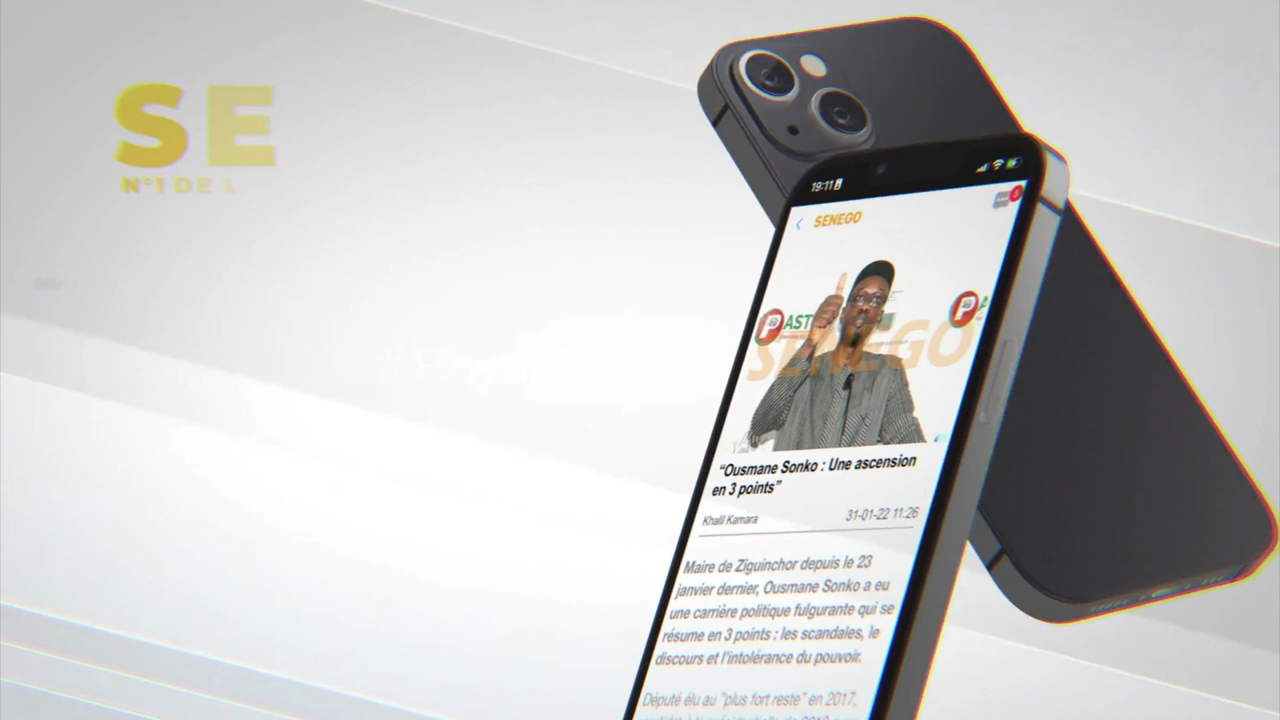 SE
N°1 DE L
19:11
SENEGO
PAST
P
SENEGO
“Ousmane Sonko : Une ascension
en 3 points”
Khalil Kamara 31-01-22 11:26
Maire de Ziguinchor depuis le 23
janvier dernier, Ousmane Sonko a eu
une carrière politique fulgurante qui se
résume en 3 points : les scandales, le
discours et l'intolérance du pouvoir.
Député élu au "plus fort reste" en 2017,